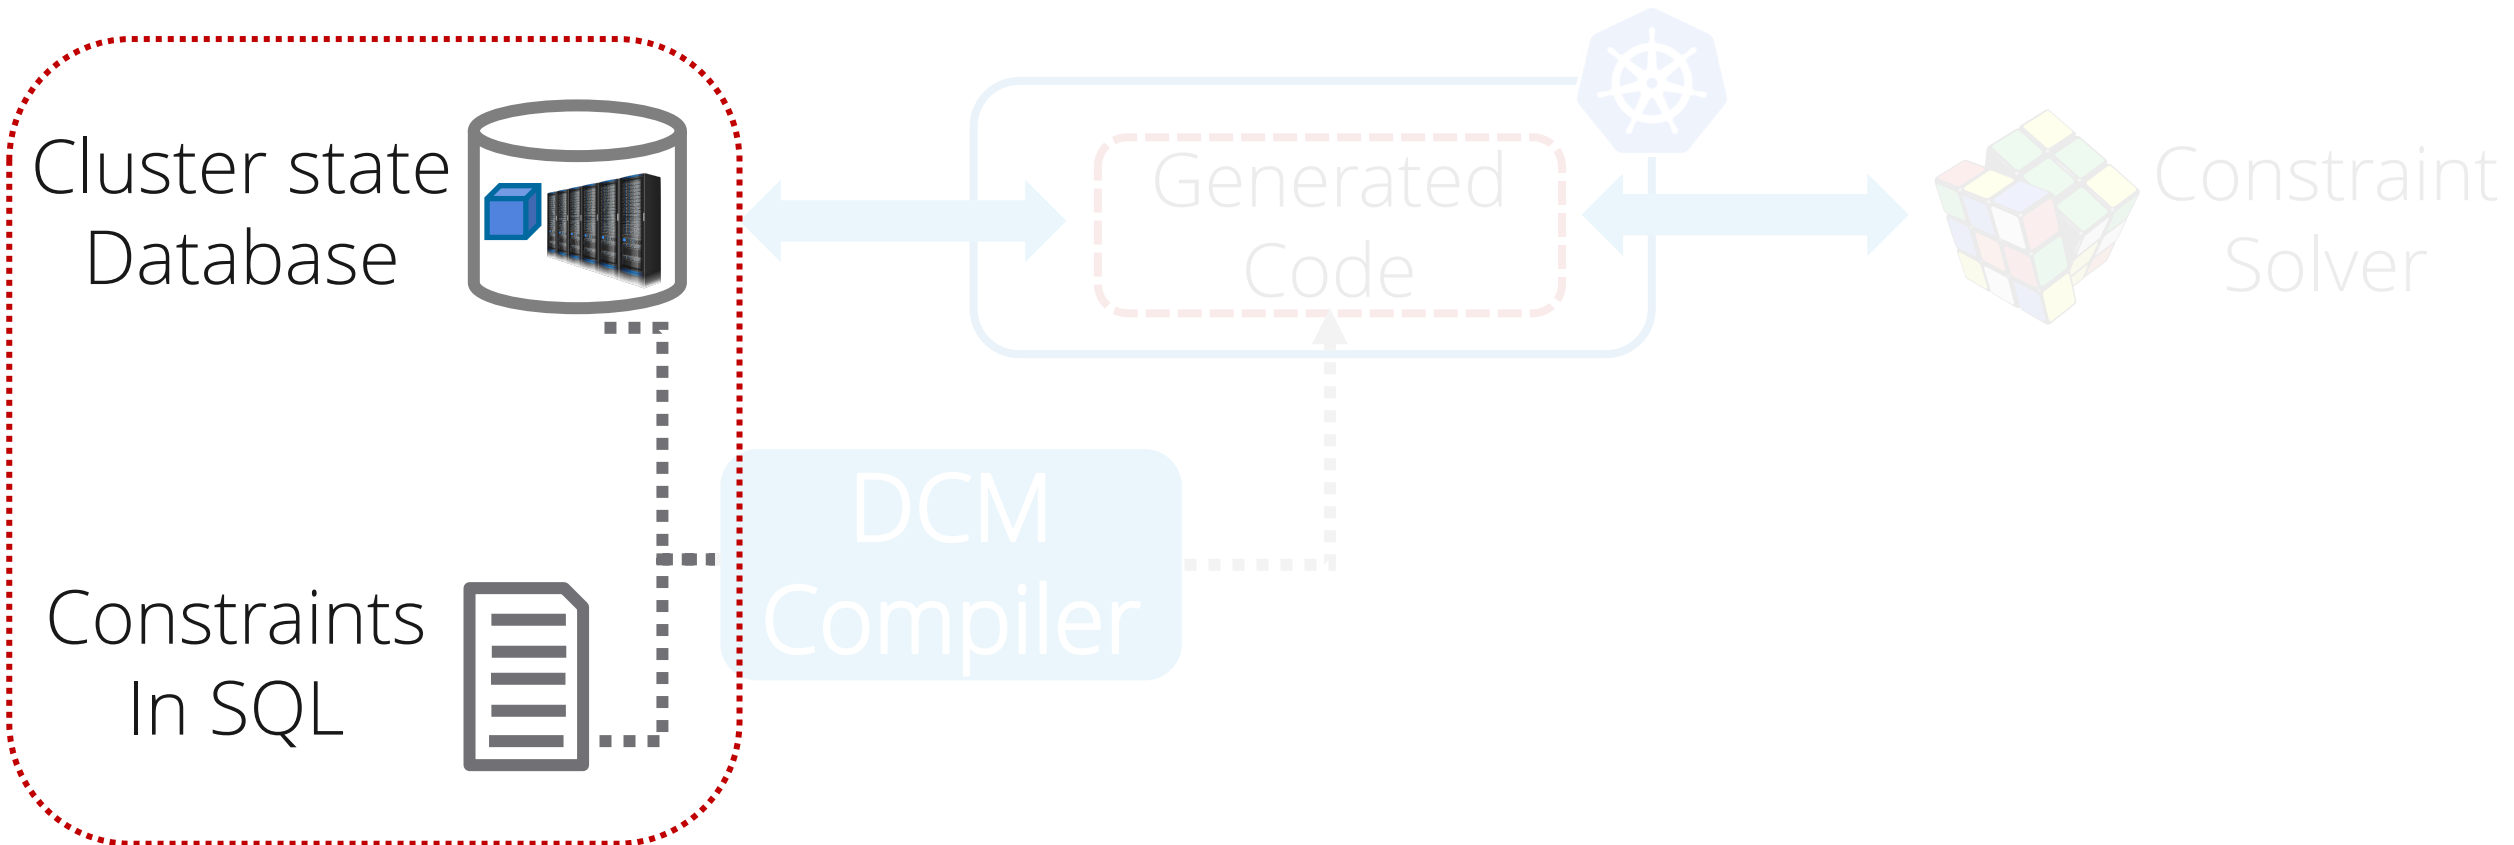 Cluster state
Database
Generated
Code
Constraint
Solver
DCM
Compiler
Constraints
In SQL